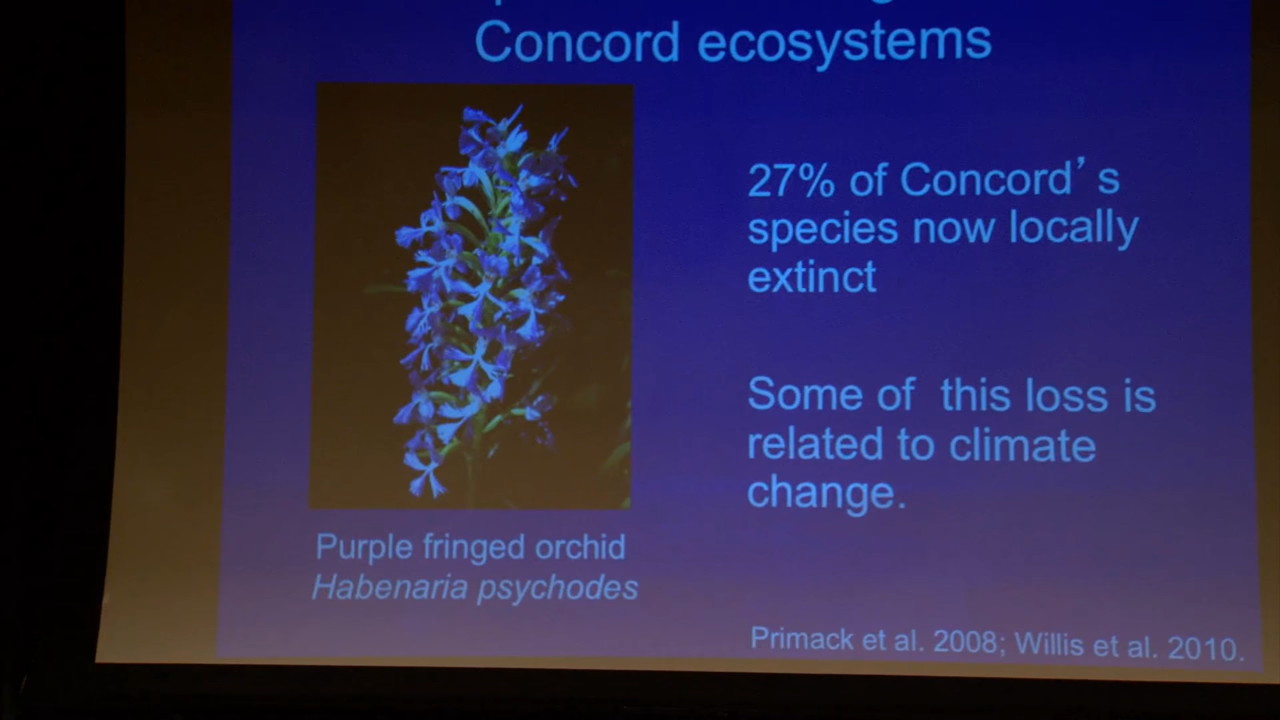 Concord ecosystems
27% of Concord’s
species now locally
extinct
Some of this loss is
related to climate
change.
Purple fringed orchid
Habenaria psychodes
Primack et al. 2008; Willis et al. 2010.